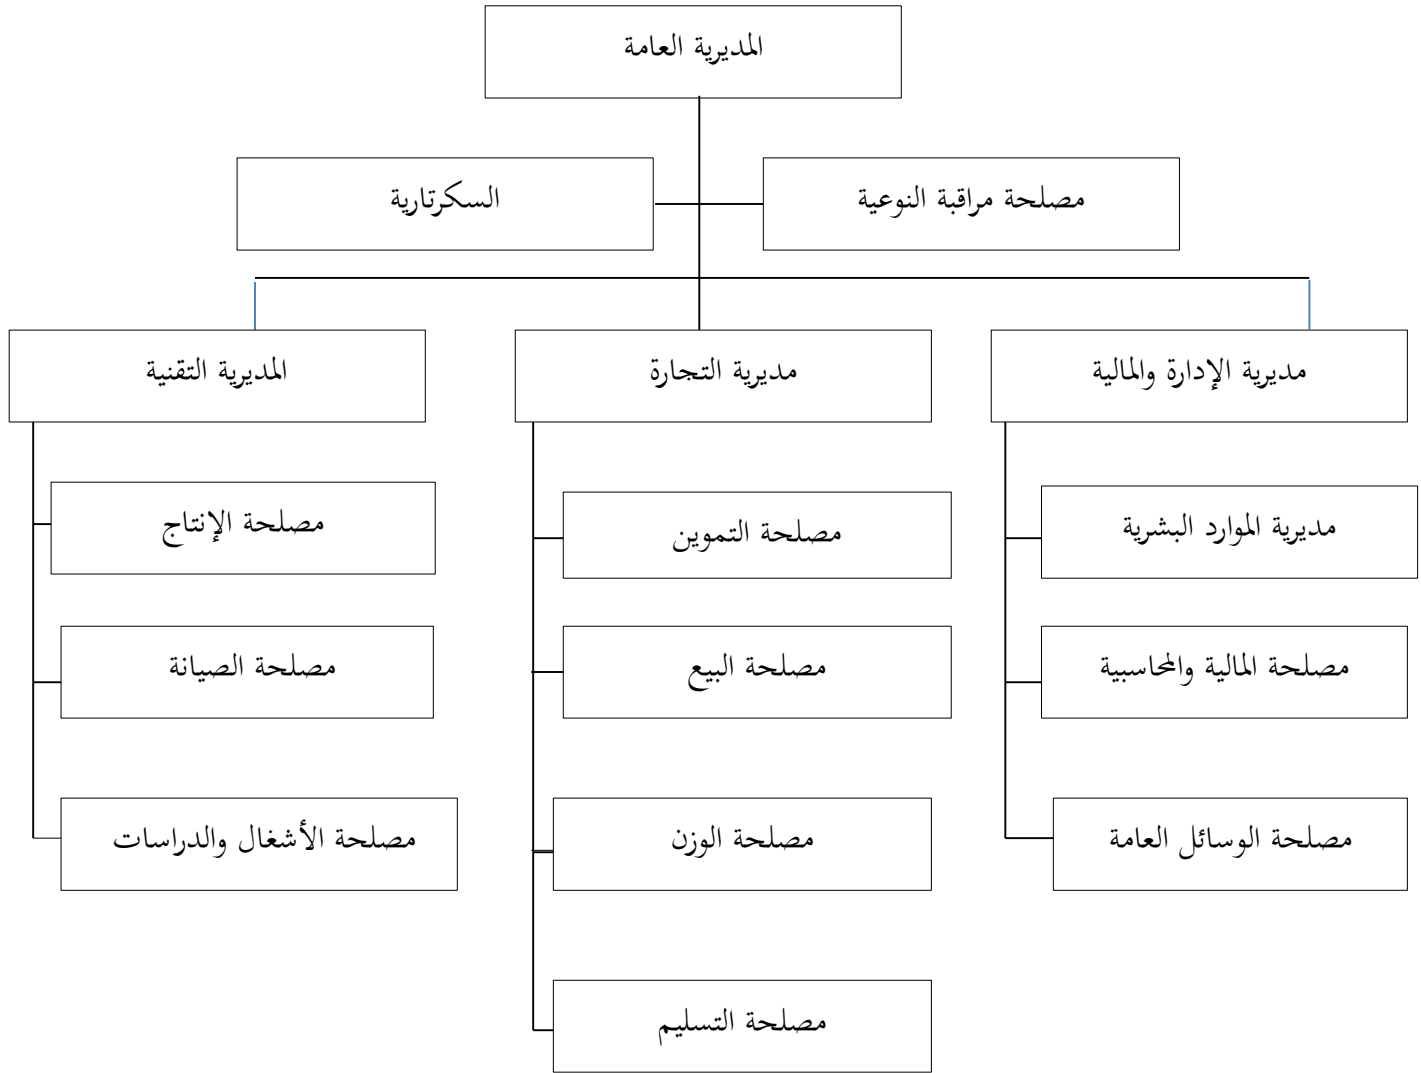 المديرية العامة
مصلحة مراقبة النوعية
السكرتارية
مديرية الإدارة والمالية
مديرية التجارة
المديرية التقنية
مديرية الموارد البشرية
مصلحة المالية والمحاسبية
مصلحة الوسائل العامة
مصلحة التموين
مصلحة البيع
مصلحة الوزن
مصلحة التسليم
مصلحة الإنتاج
مصلحة الصيانة
مصلحة الأشغال والدراسات